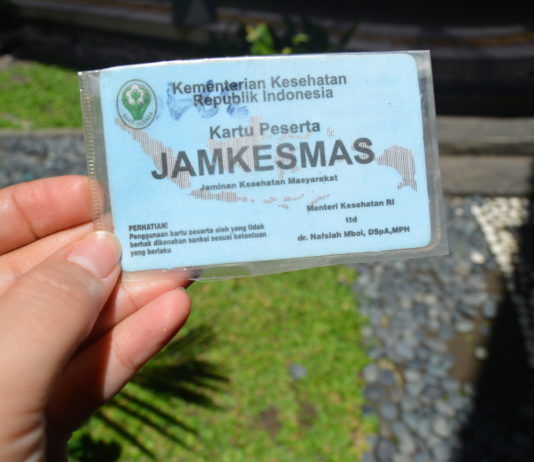 Kementerian Kesehatan
Republik Indonesia
Kartu Peserta
JAMKESMAS
Jaminan Kesehatan Masyarakat
Menteri Kesehatan RI
ttd
dr. Nafsiah Mboi, DSpA,MPH
PERHATIAN!
Penggunaan kartu peserta oleh yang tidak
berhak dikenakan sanksi sesuai ketentuan
yang berlaku